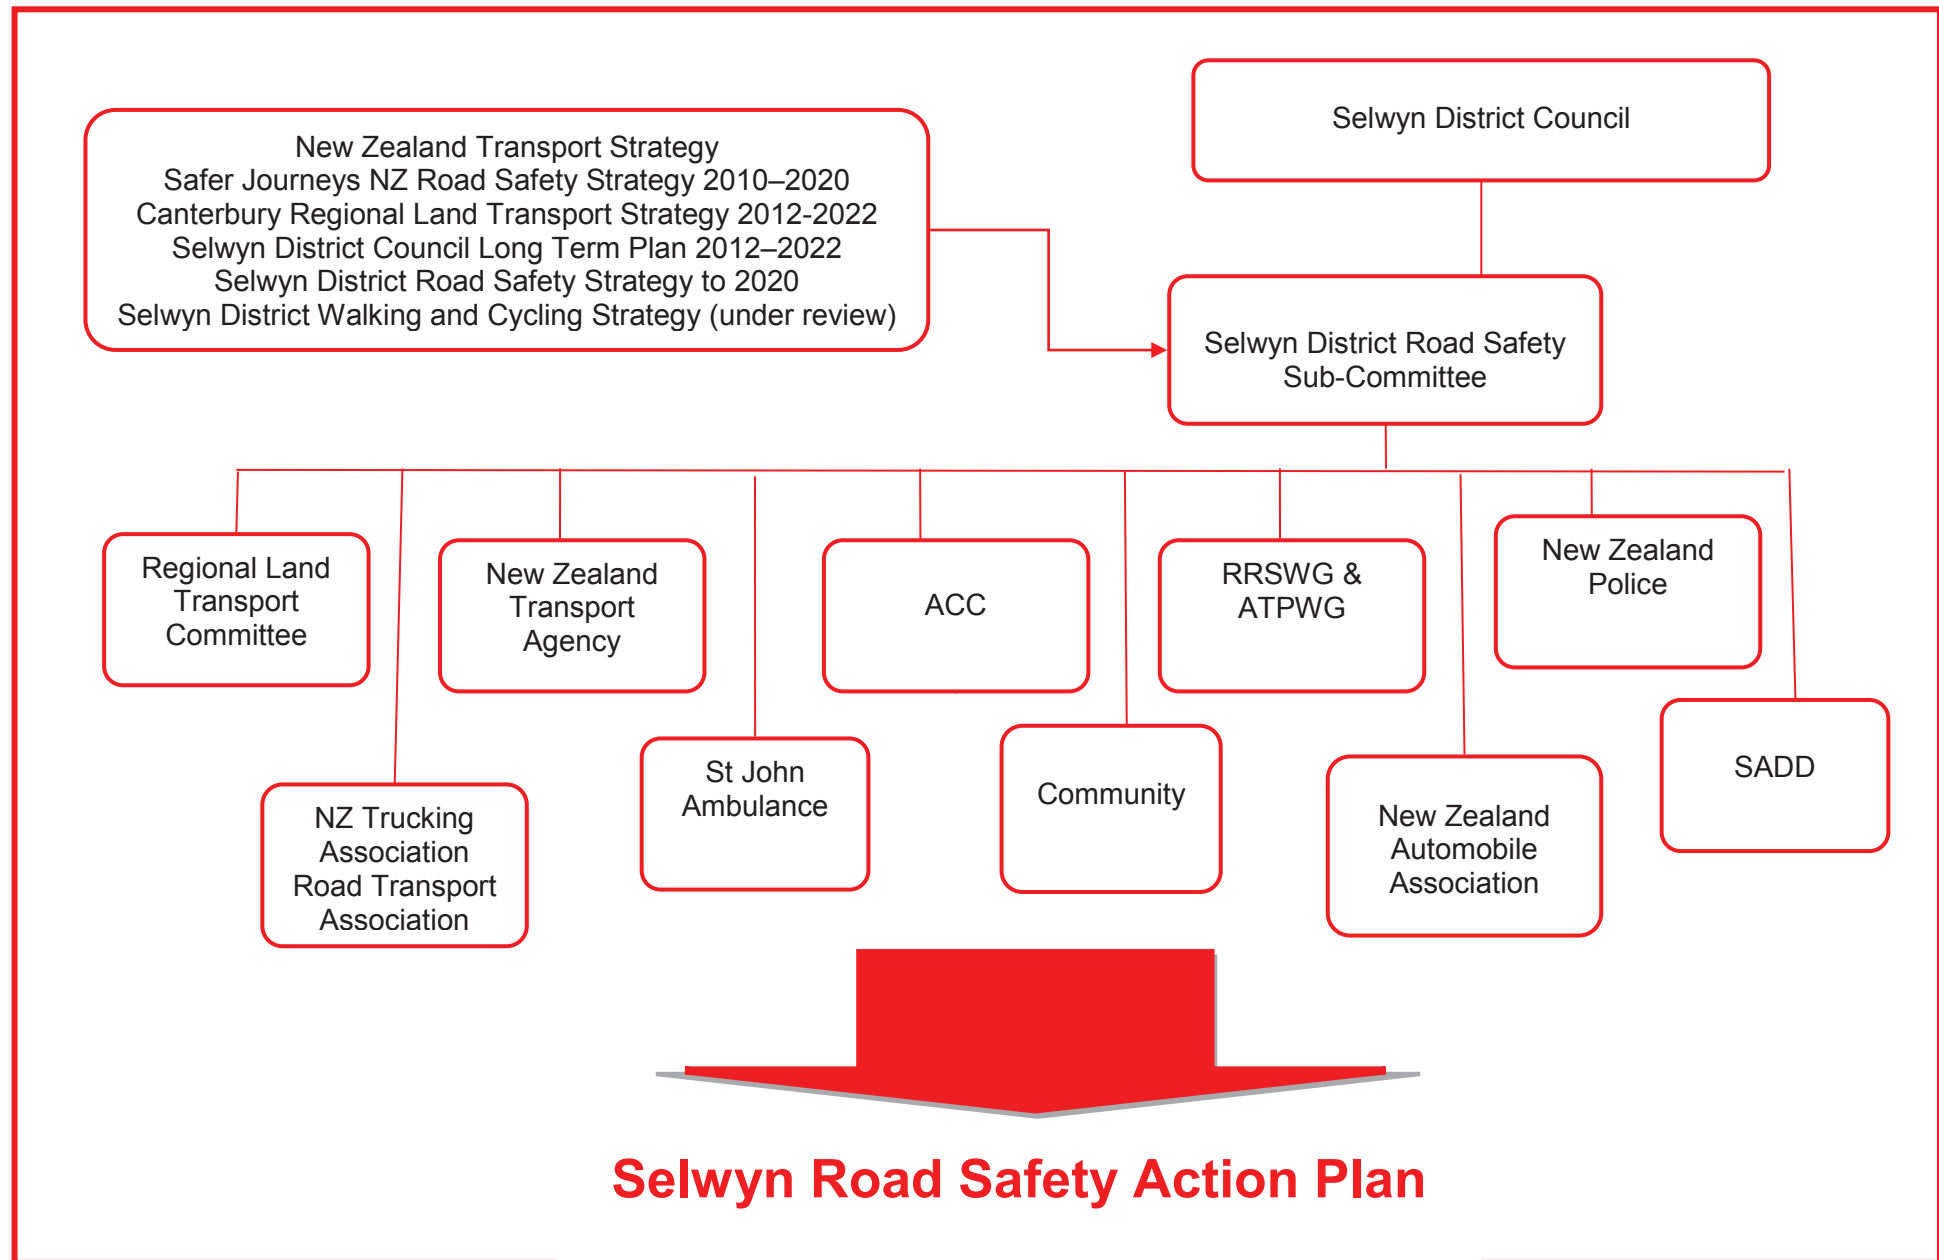 New Zealand Transport Strategy
Safer Journeys NZ Road Safety Strategy 2010–2020
Canterbury Regional Land Transport Strategy 2012-2022
Selwyn District Council Long Term Plan 2012–2022
Selwyn District Road Safety Strategy to 2020
Selwyn District Walking and Cycling Strategy (under review)
Selwyn District Council
Selwyn District Road Safety
Sub-Committee
Regional Land
Transport
Committee
New Zealand
Transport
Agency
ACC
RRSWG &
ATPWG
New Zealand
Police
NZ Trucking
Association
Road Transport
Association
St John
Ambulance
Community
New Zealand
Automobile
Association
SADD
Selwyn Road Safety Action Plan